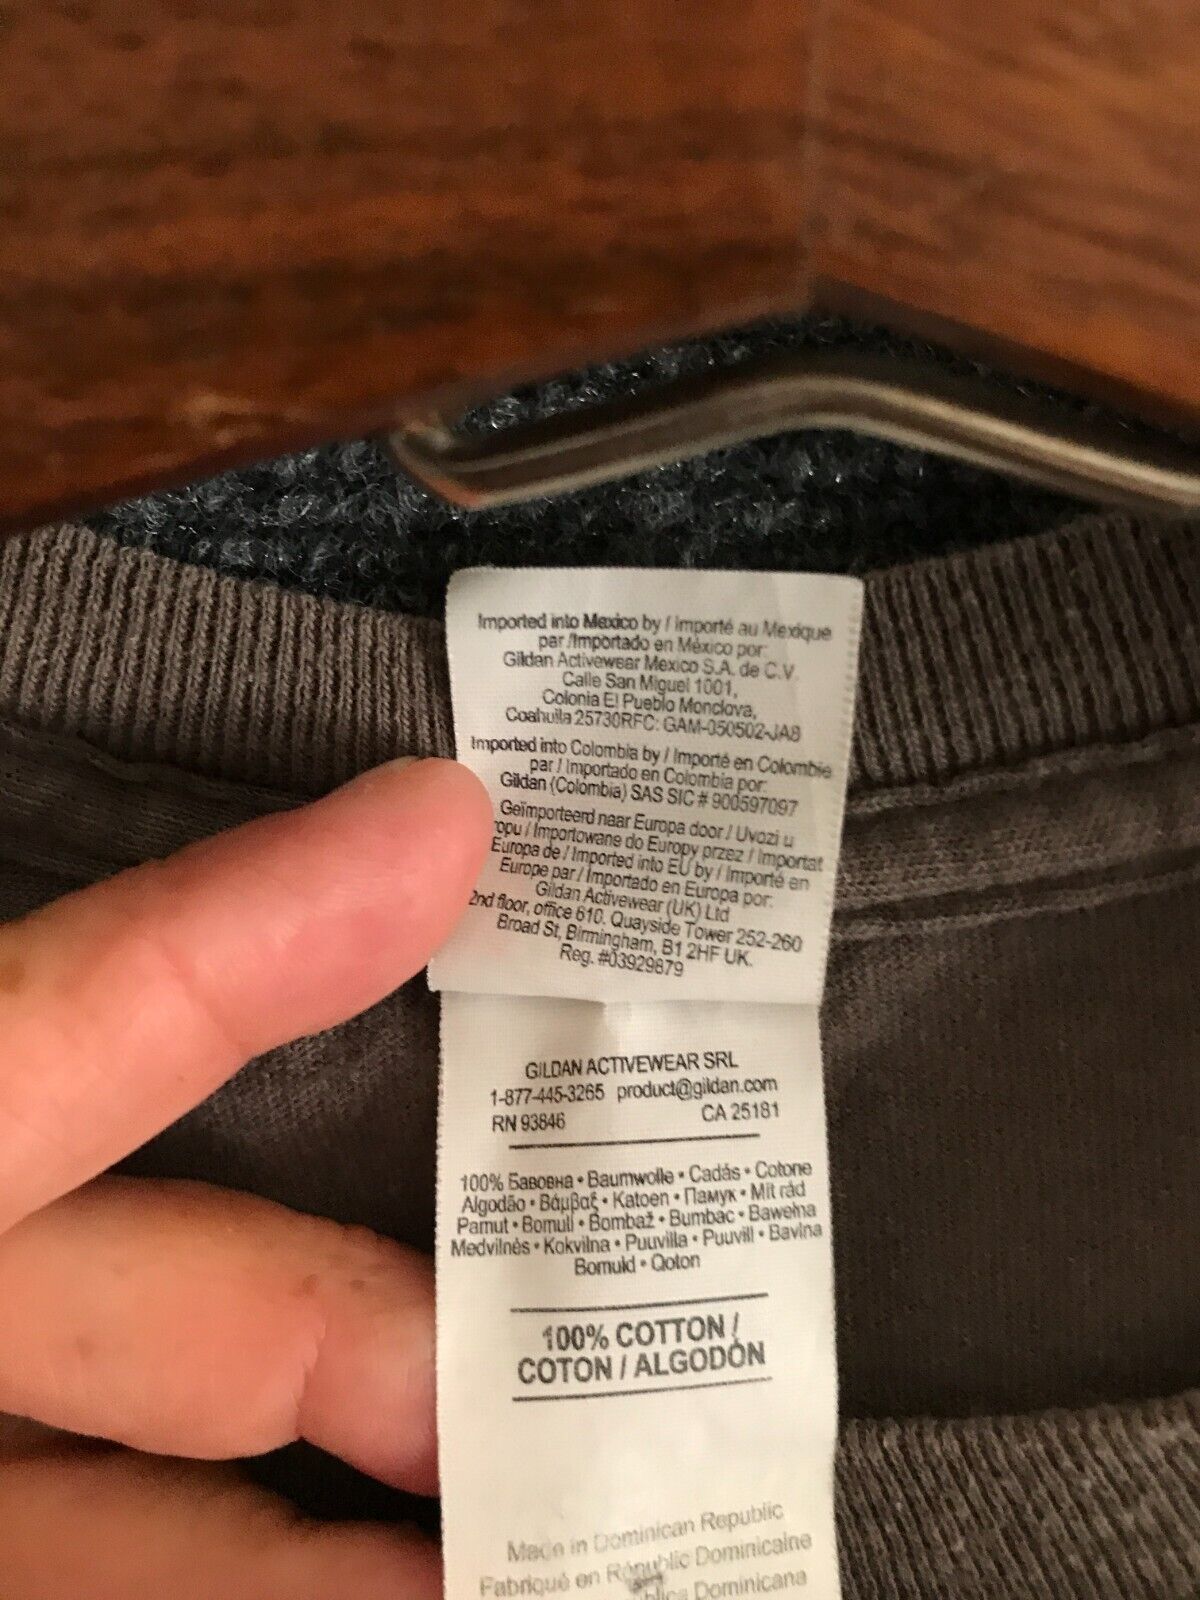 Imported into Mexico by / Importé au Mexique
par /Importado en México por:
Gildan Activewear Mexico S.A. de C.V.
Calle San Miguel 1001,
Colonia El Pueblo Monclova,
Coahuila 25730RFC: GAM-050502-JA8
Imported into Colombia by / Importé en Colombie
par / Importado en Colombia por:
Gildan (Colombia) SAS SIC # 900597097
Geïmporteerd naar Europa door / Uvozi u
ropu / Importowane do Europy przez / Importat
Europa de / Imported into EU by / Importé en
Europe par / Importado en Europa por:
Gildan Activewear (UK) Ltd
2nd floor, office 610. Quayside Tower 252-260
Broad St, Birmingham, B1 2HF UK.
Reg. #03929879
GILDAN ACTIVEWEAR SRL
1-877-445-3265 product@gildan.com
RN 93846 CA 25181
100% Бавовна • Baumwolle • Cadás • Cotone
Algodão • Βάμβαξ • Katoen • Памук • Mit rád
Pamut • Bomull • Bombaž • Bumbac • Bawełna
Medvilnės • Kokvilna • Puuvilla • Puuvill • Bavlna
Bomuld • Qoton
100% COTTON /
COTON / ALGODÓN
Made in Dominican Republic
Fabriqué en Républic Dominicaine
Dominicana